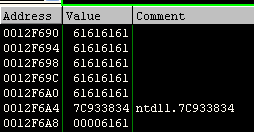 Address Value Comment
0012F690 61616161
0012F694 61616161
0012F698 61616161
0012F69C 61616161
0012F6A0 61616161
0012F6A4 7C933834 ntdll.7C933834
0012F6A8 00006161